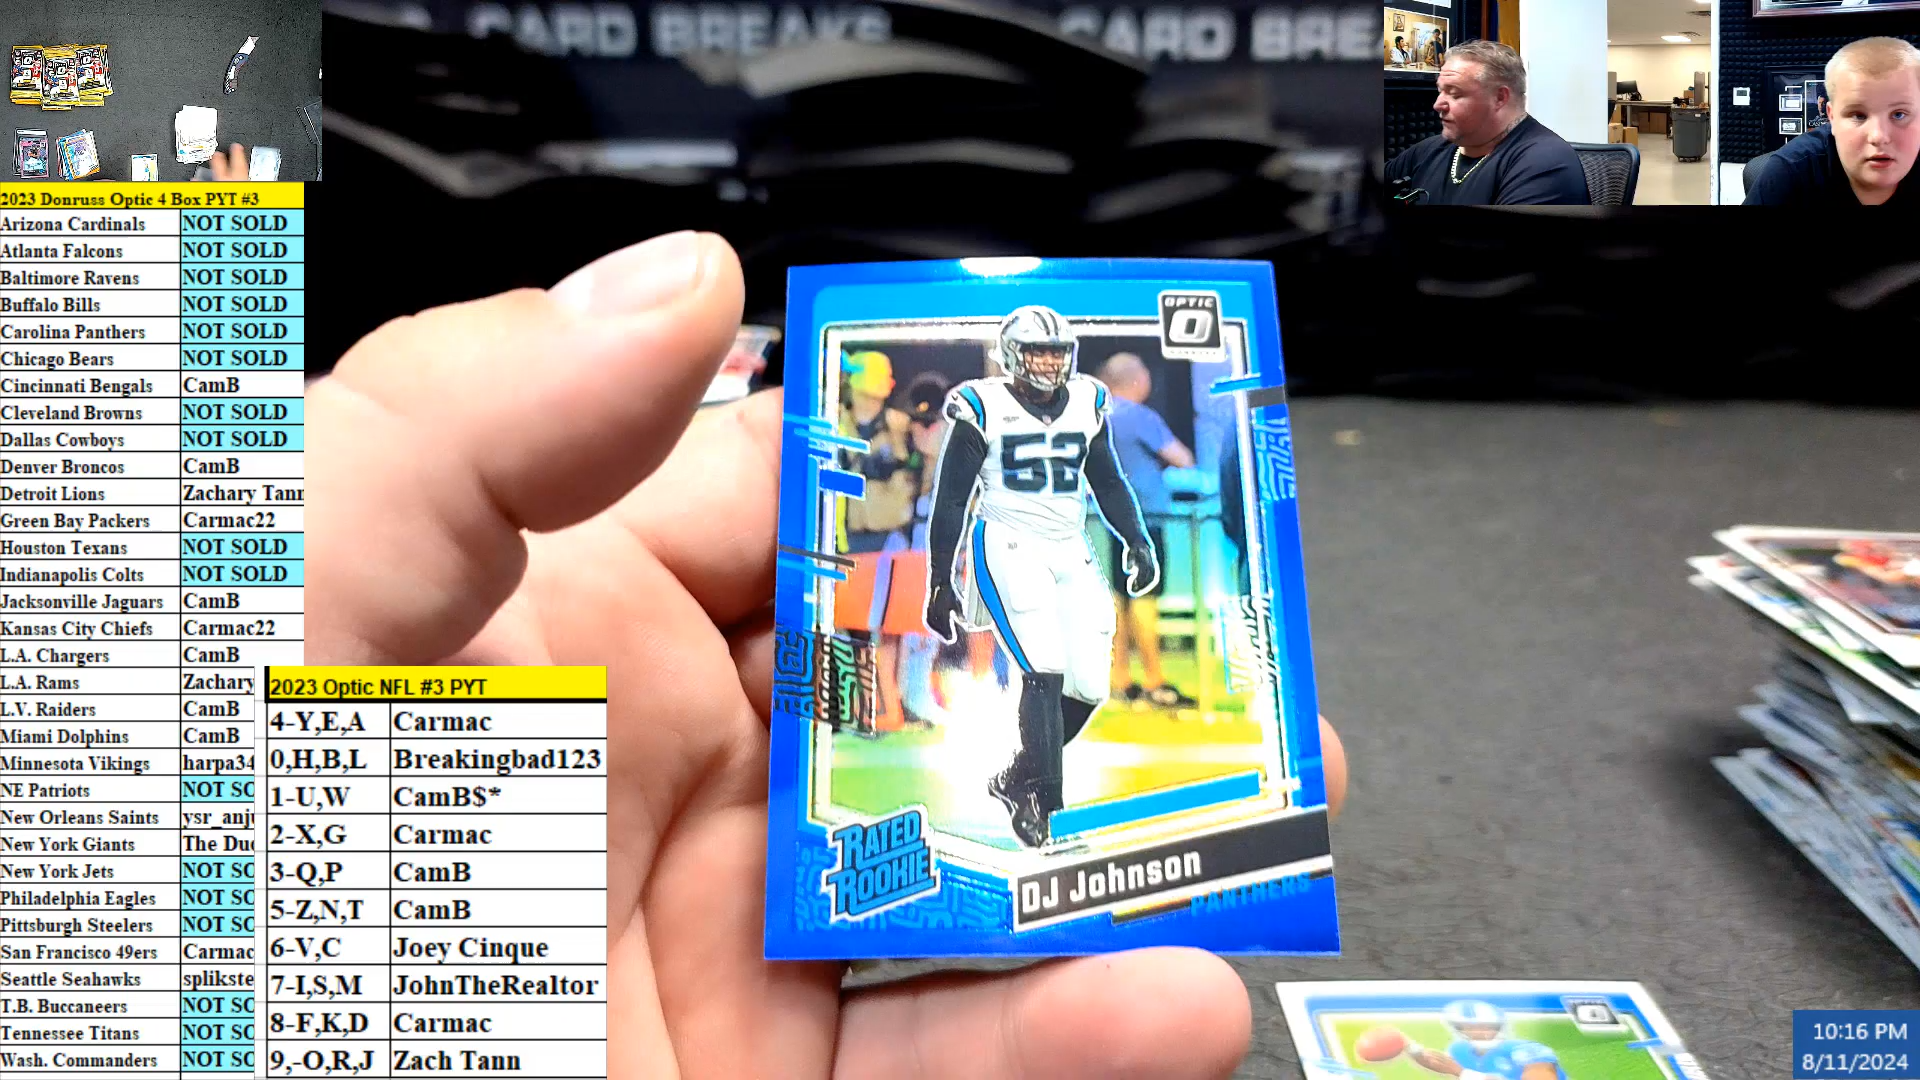 CARD BREAKS
CARD BRE
2023 Donruss Optic 4 Box PYT #3
Arizona Cardinals NOT SOLD
Atlanta Falcons NOT SOLD
Baltimore Ravens NOT SOLD
Buffalo Bills NOT SOLD
Carolina Panthers NOT SOLD
Chicago Bears NOT SOLD
Cincinnati Bengals CamB
Cleveland Browns NOT SOLD
Dallas Cowboys NOT SOLD
Denver Broncos CamB
Detroit Lions Zachary Tann
Green Bay Packers Carmac22
Houston Texans NOT SOLD
Indianapolis Colts NOT SOLD
Jacksonville Jaguars CamB
Kansas City Chiefs Carmac22
L.A. Chargers CamB
L.A. Rams Zachary
L.V. Raiders CamB
Miami Dolphins CamB
Minnesota Vikings harpa34
NE Patriots NOT SO
New Orleans Saints ysr_anj
New York Giants The Du
New York Jets NOT SO
Philadelphia Eagles NOT SO
Pittsburgh Steelers NOT SO
San Francisco 49ers Carmac
Seattle Seahawks splikste
T.B. Buccaneers NOT SO
Tennessee Titans NOT SO
Wash. Commanders NOT SO
2023 Optic NFL #3 PYT
4-Y,E,A Carmac
0,H,B,L Breakingbad123
1-U,W CamB$*
2-X,G Carmac
3-Q,P CamB
5-Z,N,T CamB
6-V,C Joey Cinque
7-I,S,M JohnTheRealtor
8-F,K,D Carmac
9,-O,R,J Zach Tann
OPTIC
52
RATED
ROOKIE
DJ Johnson
PANTHERS
10:16 PM
8/11/2024